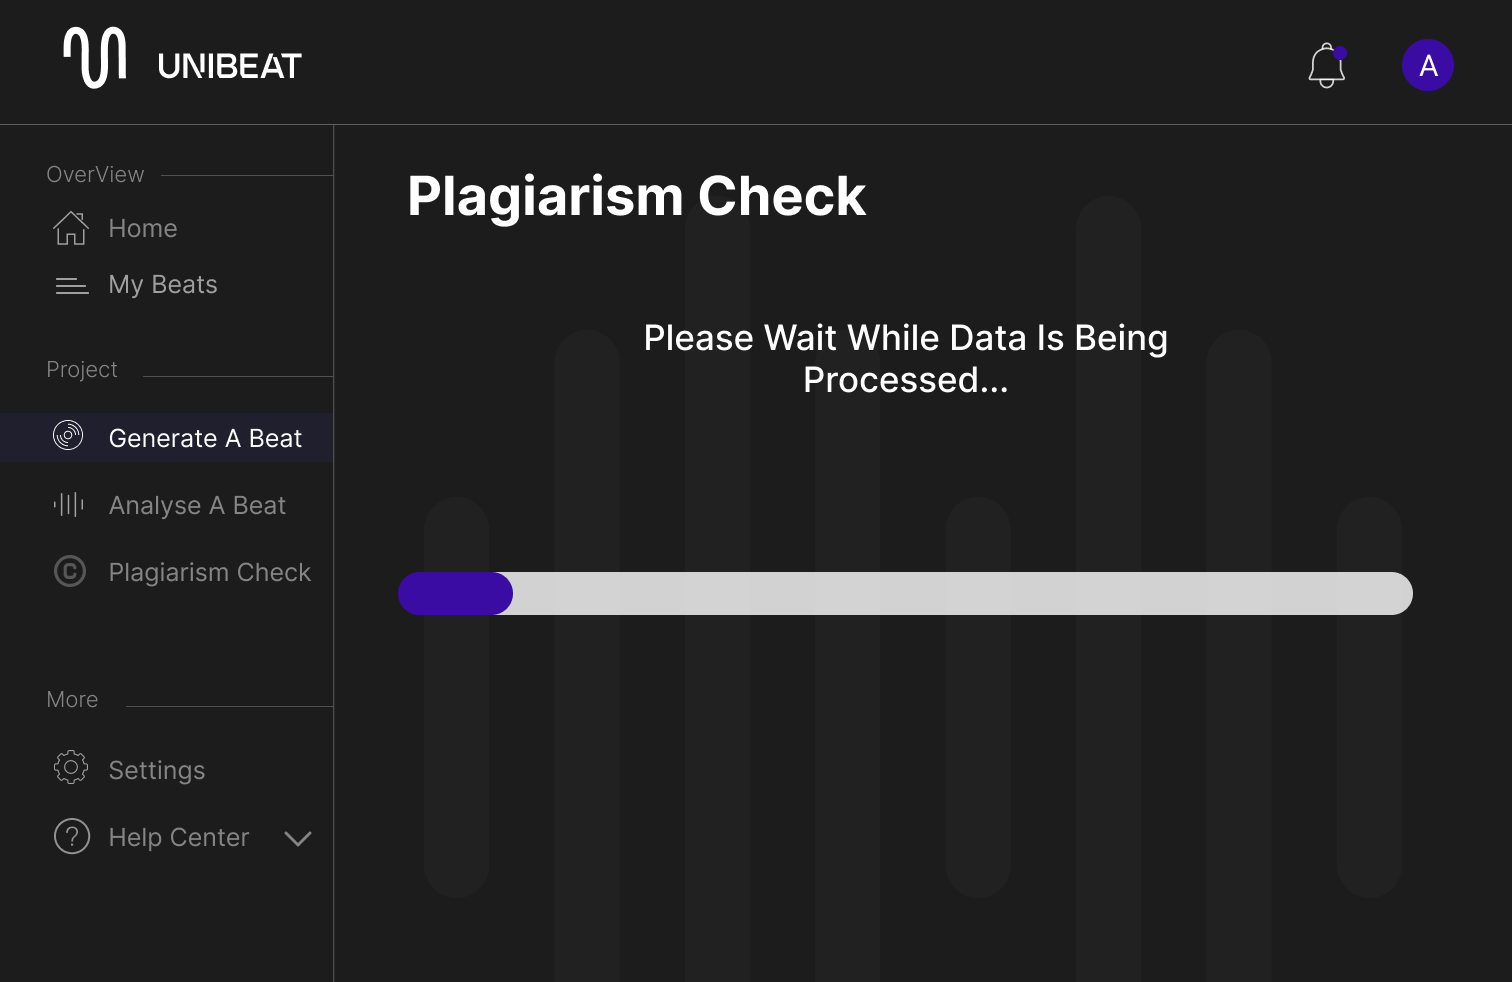 UNIBEAT
A
OverView
Home
My Beats
Project
Generate A Beat
Analyse A Beat
C
Plagiarism Check
More
Settings
?
Help Center
Plagiarism Check
Please Wait While Data Is Being
Processed...